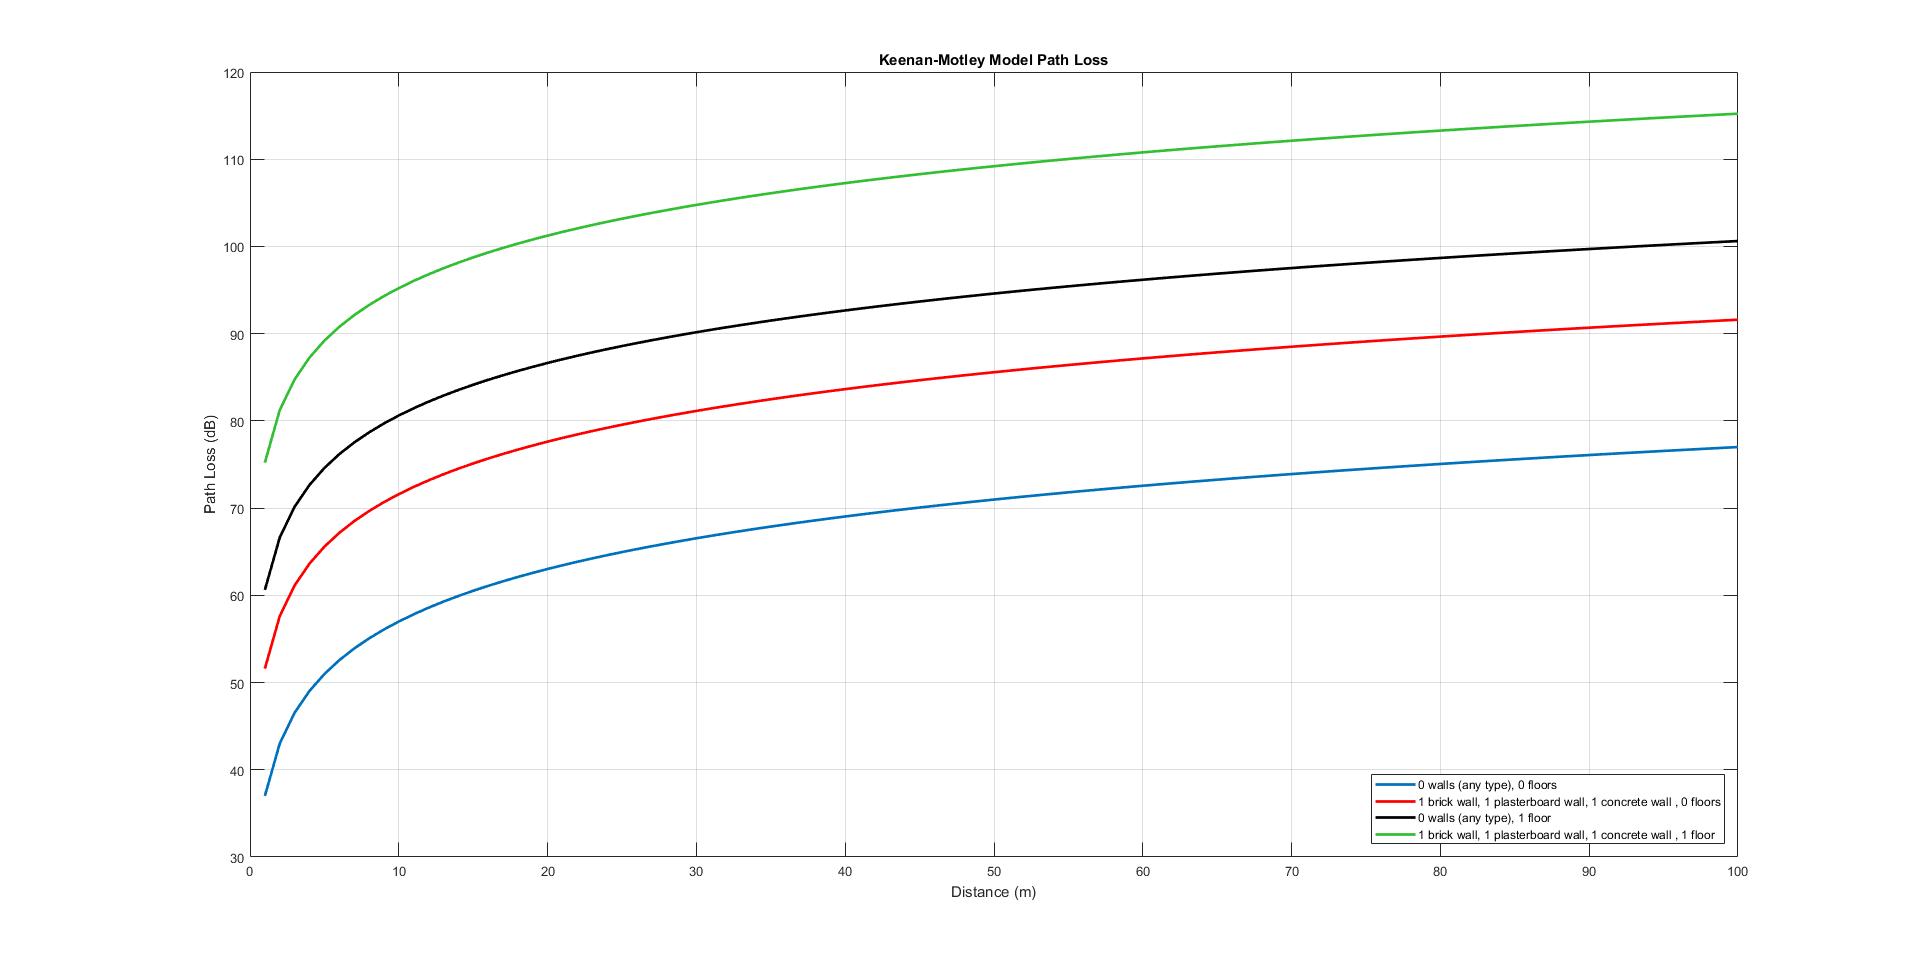 Keenan-Motley Model Path Loss
120
110
100
90
80
70
60
50
40
30
Path Loss (dB)
0 10 20 30 40 50 60 70 80 90 100
Distance (m)
0 walls (any type), 0 floors
1 brick wall, 1 plasterboard wall, 1 concrete wall , 0 floors
0 walls (any type), 1 floor
1 brick wall, 1 plasterboard wall, 1 concrete wall , 1 floor